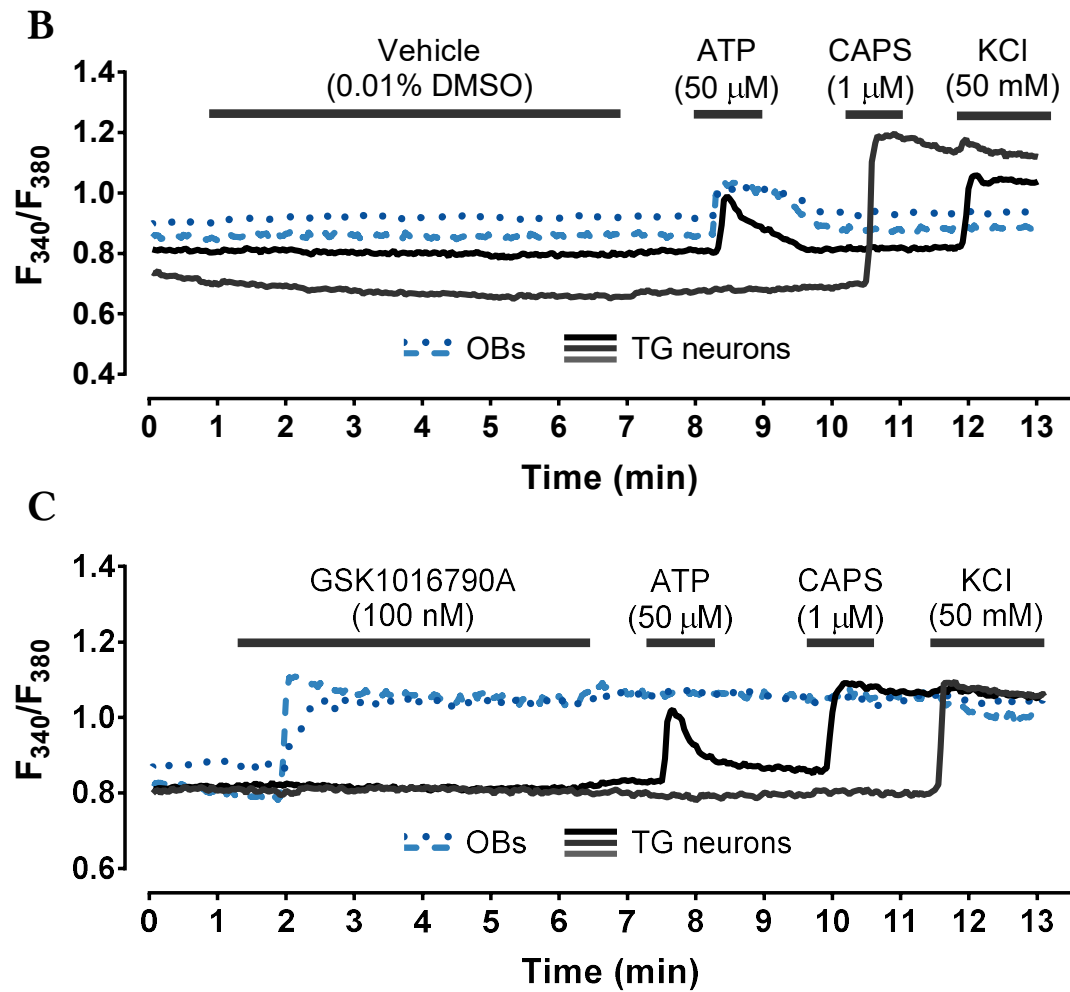 B
Vehicle
(0.01% DMSO)
ATP
(50 μM)
CAPS
(1 μM)
KCl
(50 mM)
1.4
1.2
1.0
0.8
0.6
0.4
F340/F380
OBs
TG neurons
0 1 2 3 4 5 6 7 8 9 10 11 12 13
Time (min)
C
GSK1016790A
(100 nM)
ATP
(50 μM)
CAPS
(1 μM)
KCl
(50 mM)
1.4
1.2
1.0
0.8
0.6
F340/F380
OBs
TG neurons
0 1 2 3 4 5 6 7 8 9 10 11 12 13
Time (min)